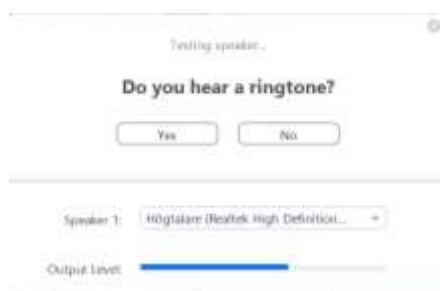 Testing speaker...
Do you hear a ringtone?
Yes No
Speaker 1: Högtalare (Realtek High Definition...
Output Level: